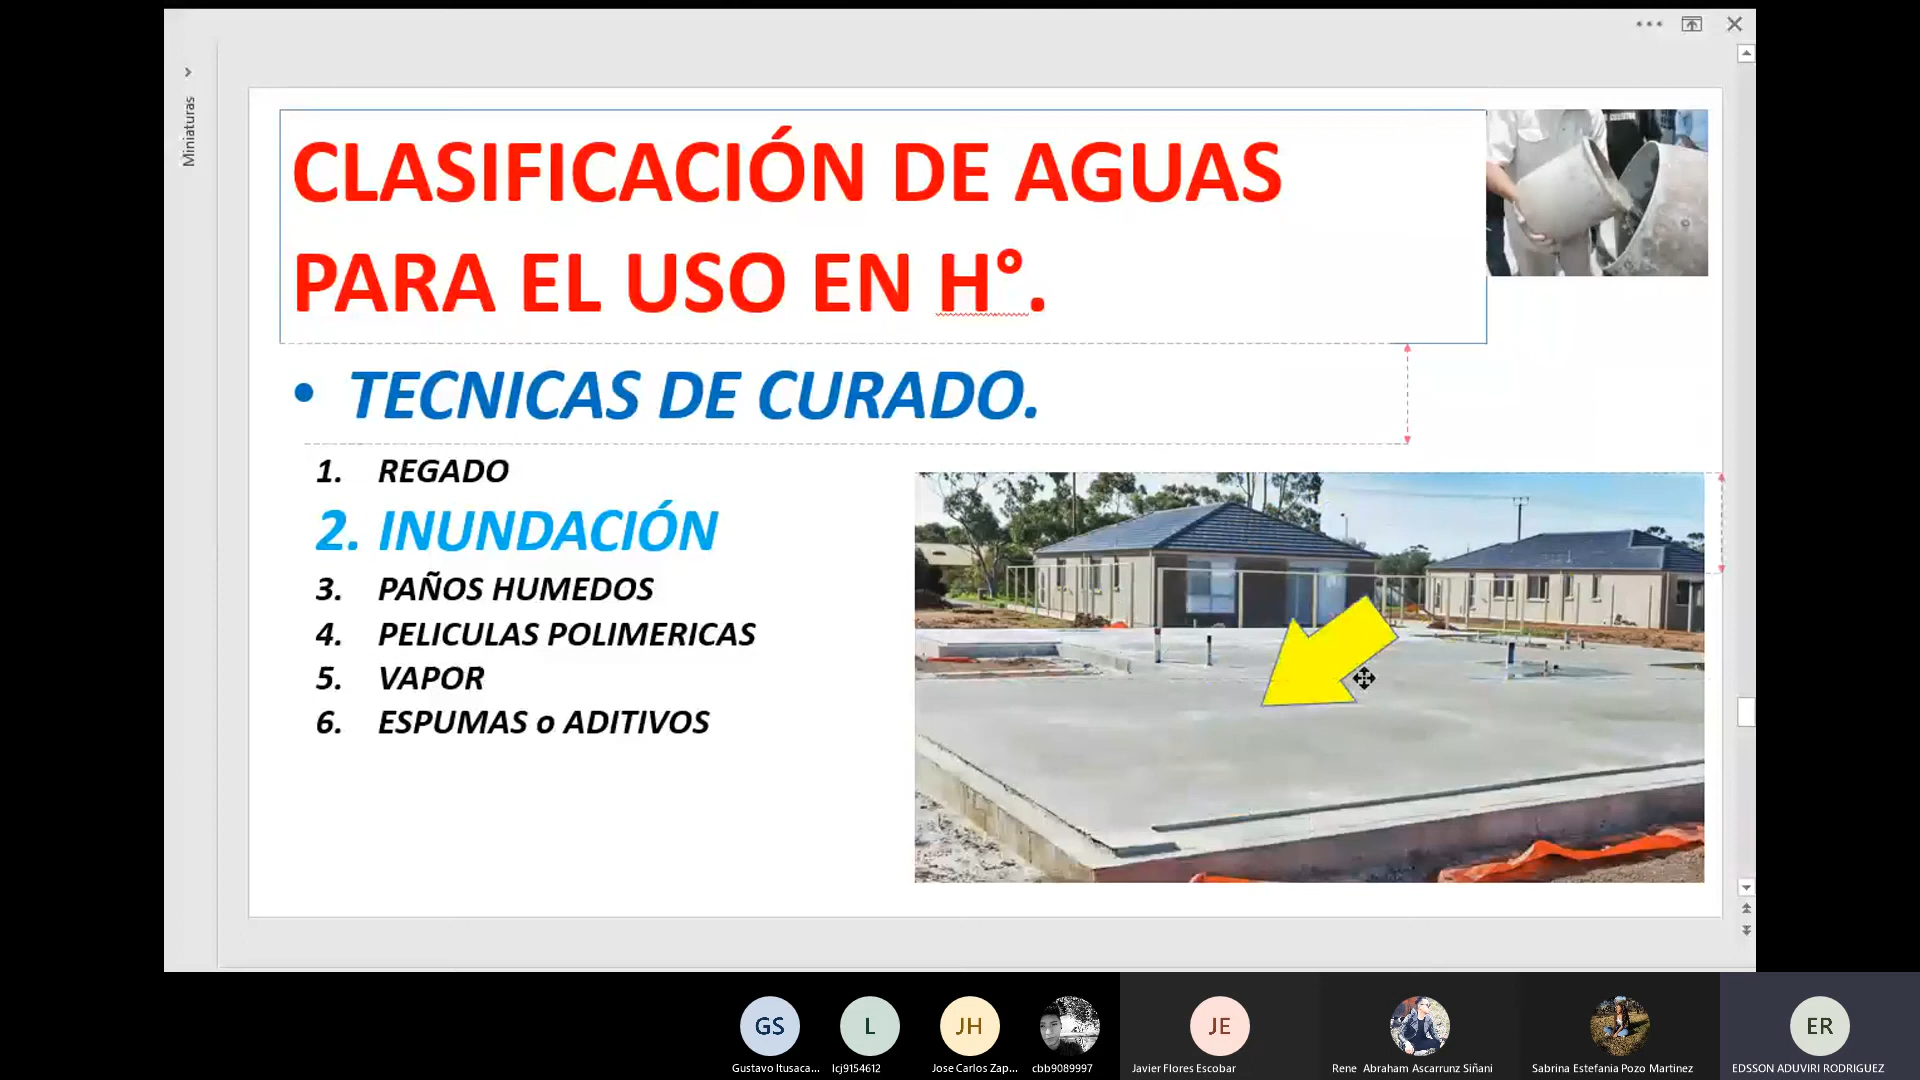 Miniaturas
CLASIFICACIÓN DE AGUAS
PARA EL USO EN H°.
• TECNICAS DE CURADO.
1. REGADO
2. INUNDACIÓN
3. PAÑOS HUMEDOS
4. PELICULAS POLIMERICAS
5. VAPOR
6. ESPUMAS o ADITIVOS
GS
L
JH
JE
ER
Gustavo Itusaca...
lcj9154612
Jose Carlos Zap...
cbb9089997
Javier Flores Escobar
Rene Abraham Ascarrunz Siñani
Sabrina Estefania Pozo Martinez
EDSSON ADUVIRI RODRIGUEZ